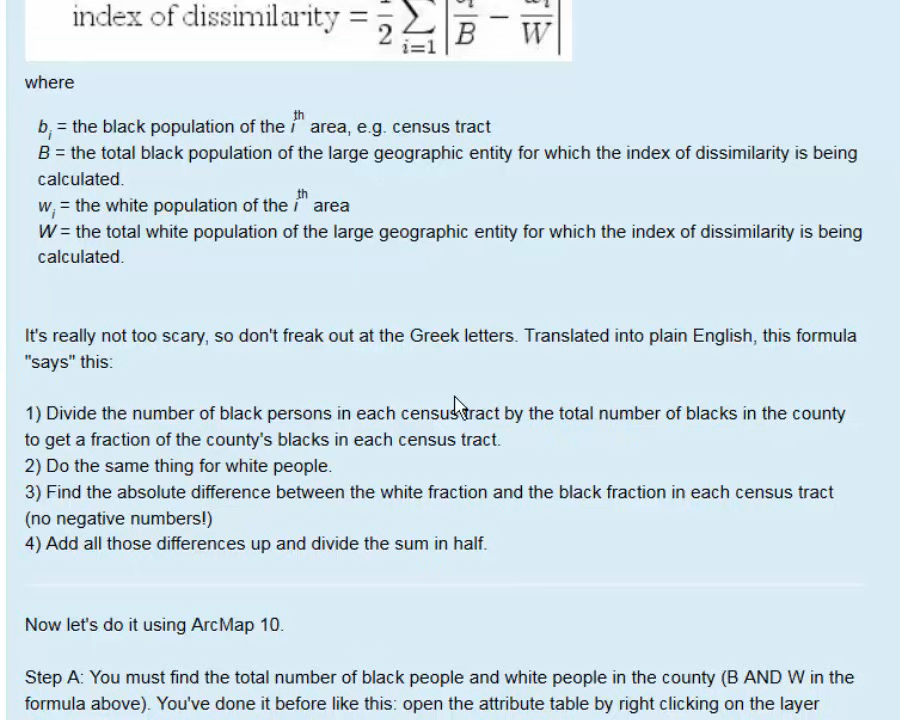 index of dissimilarity = 1/2 ∑ i=1 | bi/B − wi/W |
where
bi = the black population of the ith area, e.g. census tract
B = the total black population of the large geographic entity for which the index of dissimilarity is being
calculated.
wi = the white population of the ith area
W = the total white population of the large geographic entity for which the index of dissimilarity is being
calculated.
It's really not too scary, so don't freak out at the Greek letters. Translated into plain English, this formula
"says" this:
1) Divide the number of black persons in each census tract by the total number of blacks in the county
to get a fraction of the county's blacks in each census tract.
2) Do the same thing for white people.
3) Find the absolute difference between the white fraction and the black fraction in each census tract
(no negative numbers!)
4) Add all those differences up and divide the sum in half.
Now let's do it using ArcMap 10.
Step A: You must find the total number of black people and white people in the county (B AND W in the
formula above). You've done it before like this: open the attribute table by right clicking on the layer